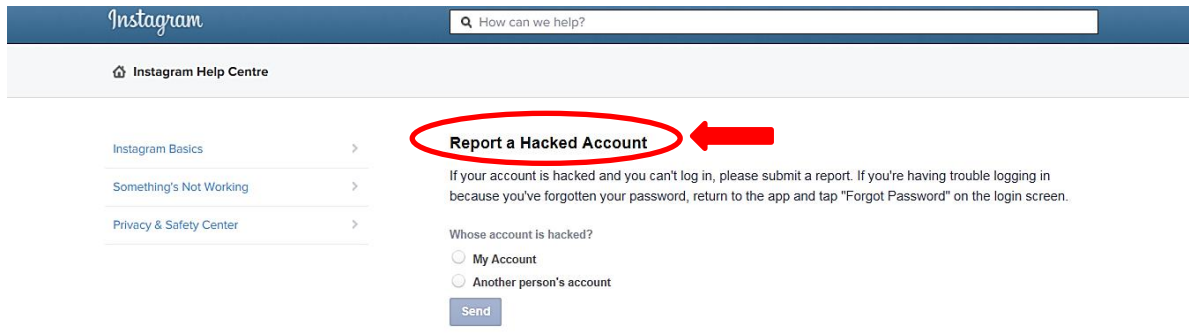 Instagram
How can we help?
Instagram Help Centre
Instagram Basics
Something's Not Working
Privacy & Safety Center
Report a Hacked Account
If your account is hacked and you can't log in, please submit a report. If you're having trouble logging in
because you've forgotten your password, return to the app and tap "Forgot Password" on the login screen.
Whose account is hacked?
My Account
Another person's account
Send